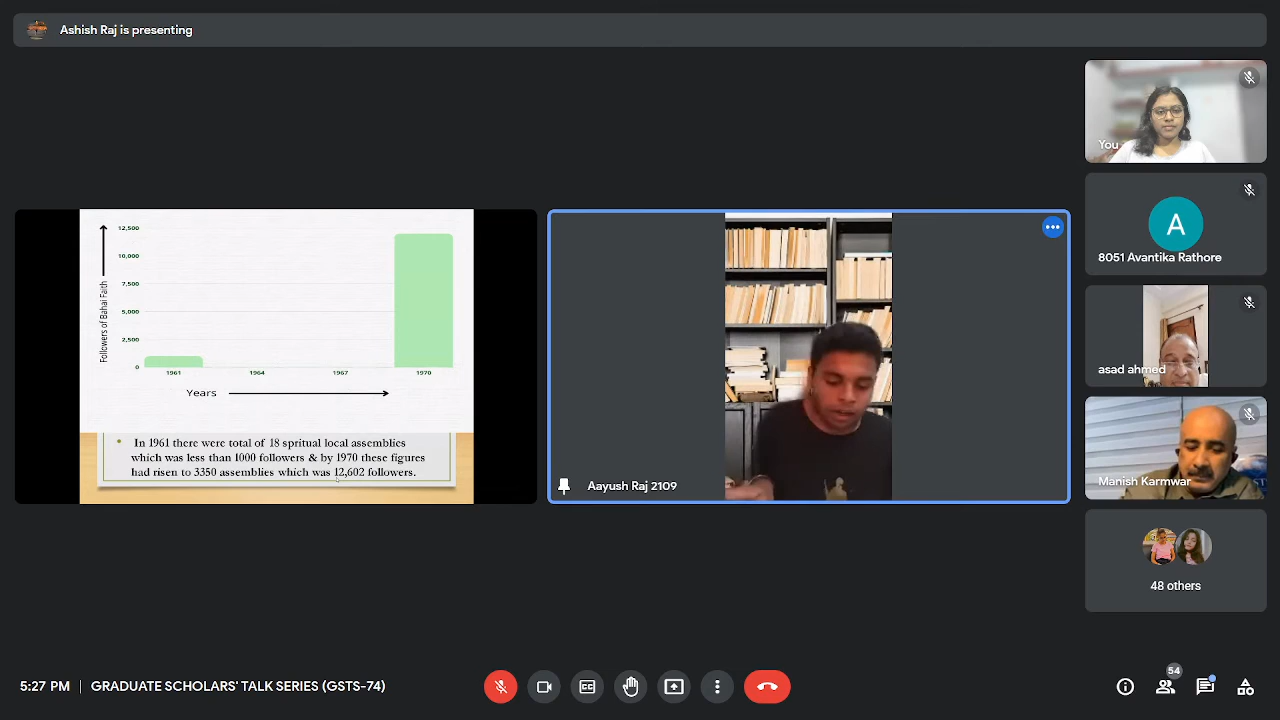 Ashish Raj is presenting
12,500
10,000
7,500
5,000
2,500
0
Followers of Bahai Faith
1961
1964
1967
1970
Years
In 1961 there were total of 18 spritual local assemblies
which was less than 1000 followers & by 1970 these figures
had risen to 3350 assemblies which was 12,602 followers.
Aayush Raj 2109
You
A
8051 Avantika Rathore
asad ahmed
Manish Karmwar
48 others
5:27 PM | GRADUATE SCHOLARS' TALK SERIES (GSTS-74)
CC
54